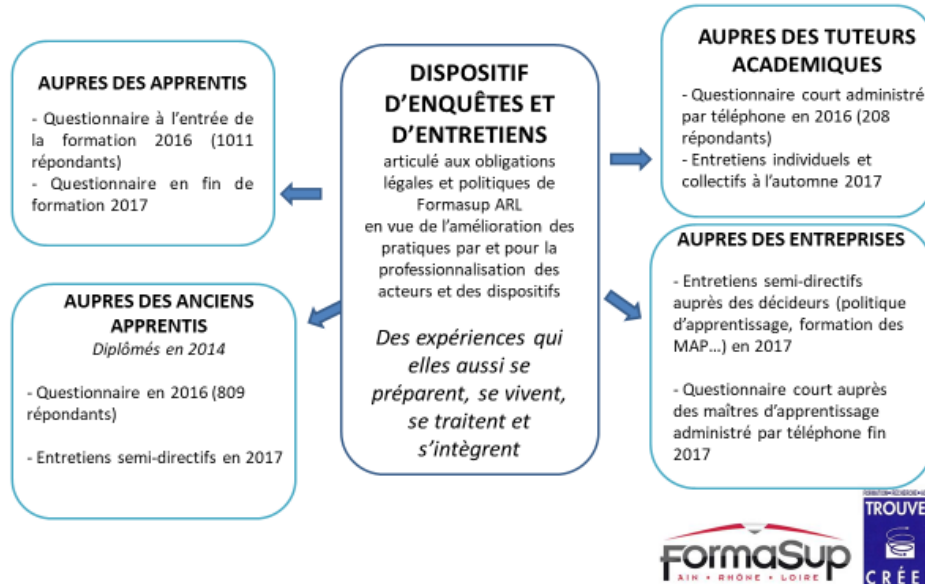 AUPRES DES APPRENTIS
- Questionnaire à l'entrée de
la formation 2016 (1011
répondants)
- Questionnaire en fin de
formation 2017
AUPRES DES ANCIENS
APPRENTIS
Diplômés en 2014
- Questionnaire en 2016 (809
répondants)
- Entretiens semi-directifs en 2017
DISPOSITIF
D'ENQUÊTES ET
D'ENTRETIENS
articulé aux obligations
légales et politiques de
Formasup ARL
en vue de l'amélioration des
pratiques par et pour la
professionnalisation des
acteurs et des dispositifs
Des expériences qui
elles aussi se
préparent, se vivent,
se traitent et
s'intègrent
AUPRES DES TUTEURS
ACADEMIQUES
- Questionnaire court administré
par téléphone en 2016 (208
répondants)
- Entretiens individuels et
collectifs à l'automne 2017
AUPRES DES ENTREPRISES
- Entretiens semi-directifs
auprès des décideurs (politique
d'apprentissage, formation des
MAP...) en 2017
- Questionnaire court auprès
des maîtres d'apprentissage
administré par téléphone fin
2017
FormaSup
AIN • RHÔNE • LOIRE
TROUVE
CRÉE